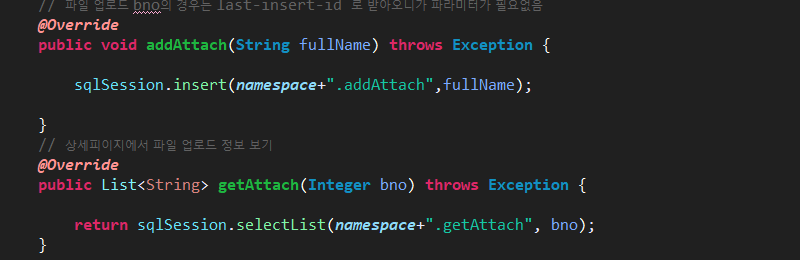 // 파일 업로드 bno의 경우는 last-insert-id 로 받아오니가 파라미터가 필요없음
@Override
public void addAttach(String fullName) throws Exception {
sqlSession.insert(namespace+".addAttach",fullName);
}
// 상세피이지에서 파일 업로드 정보 보기
@Override
public List<String> getAttach(Integer bno) throws Exception {
return sqlSession.selectList(namespace+".getAttach", bno);
}